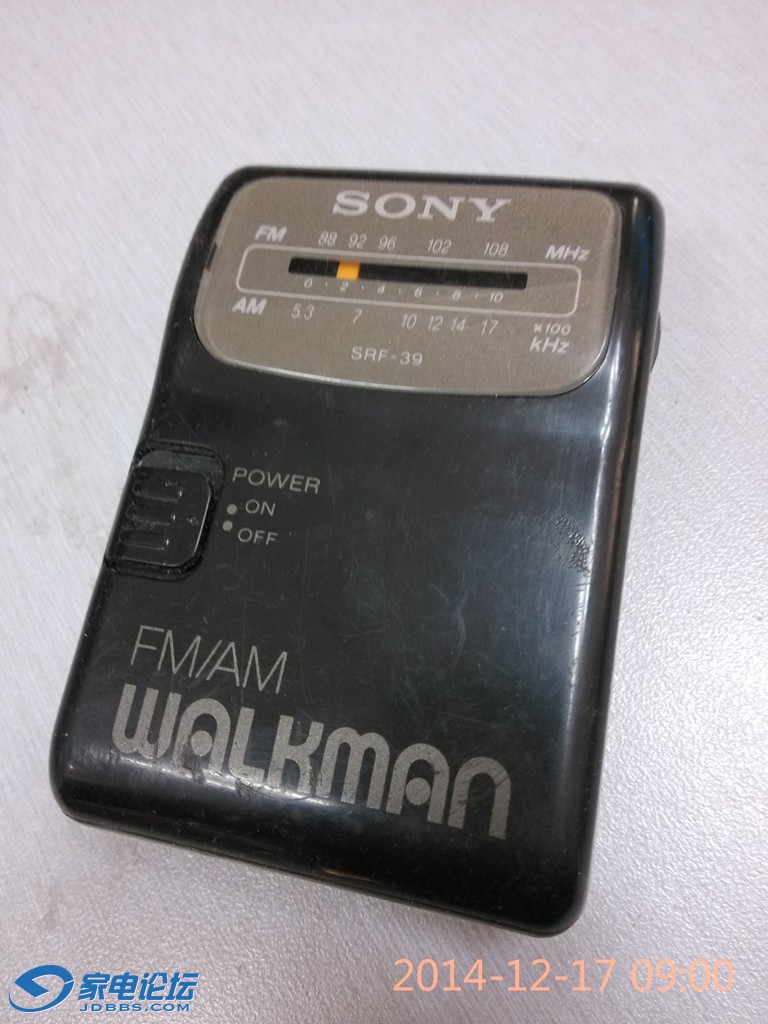 SONY
FM 88 92 96 102 108 MHz
0 · 2 · 4 · 6 · 8 · 10
AM 5.3 7 10 12 14 17 ×100 kHz
SRF-39
POWER
ON
OFF
FM/AM
WALKMAN
家电论坛
JDBBS.COM
2014-12-17 09:00